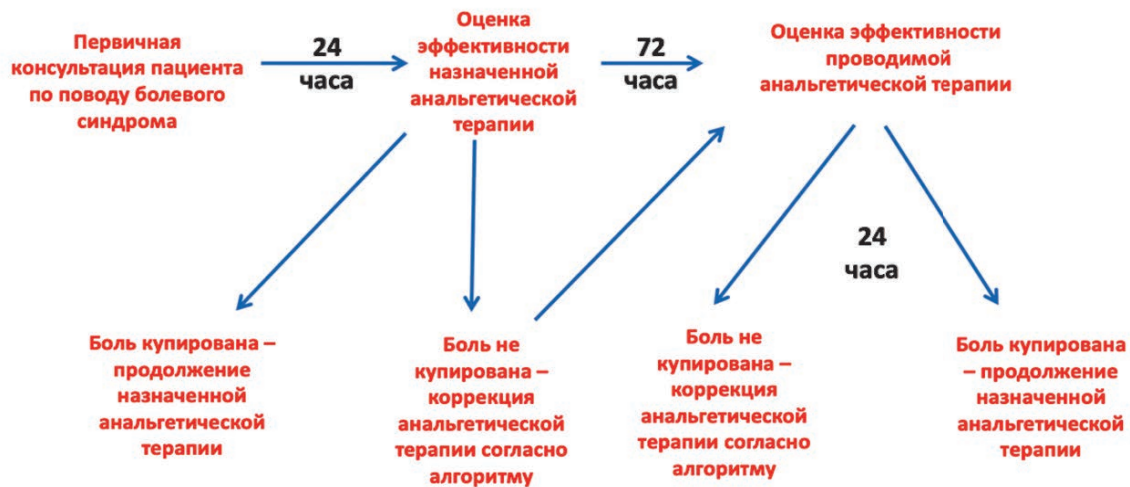 Первичная
консультация пациента
по поводу болевого
синдрома
24
часа
Оценка
эффективности
назначенной
анальгетической
терапии
72
часа
Оценка эффективности
проводимой
анальгетической терапии
24
часа
Боль купирована –
продолжение
назначенной
анальгетической
терапии
Боль не
купирована –
коррекция
анальгетической
терапии согласно
алгоритму
Боль не
купирована –
коррекция
анальгетической
терапии согласно
алгоритму
Боль купирована
– продолжение
назначенной
анальгетической
терапии